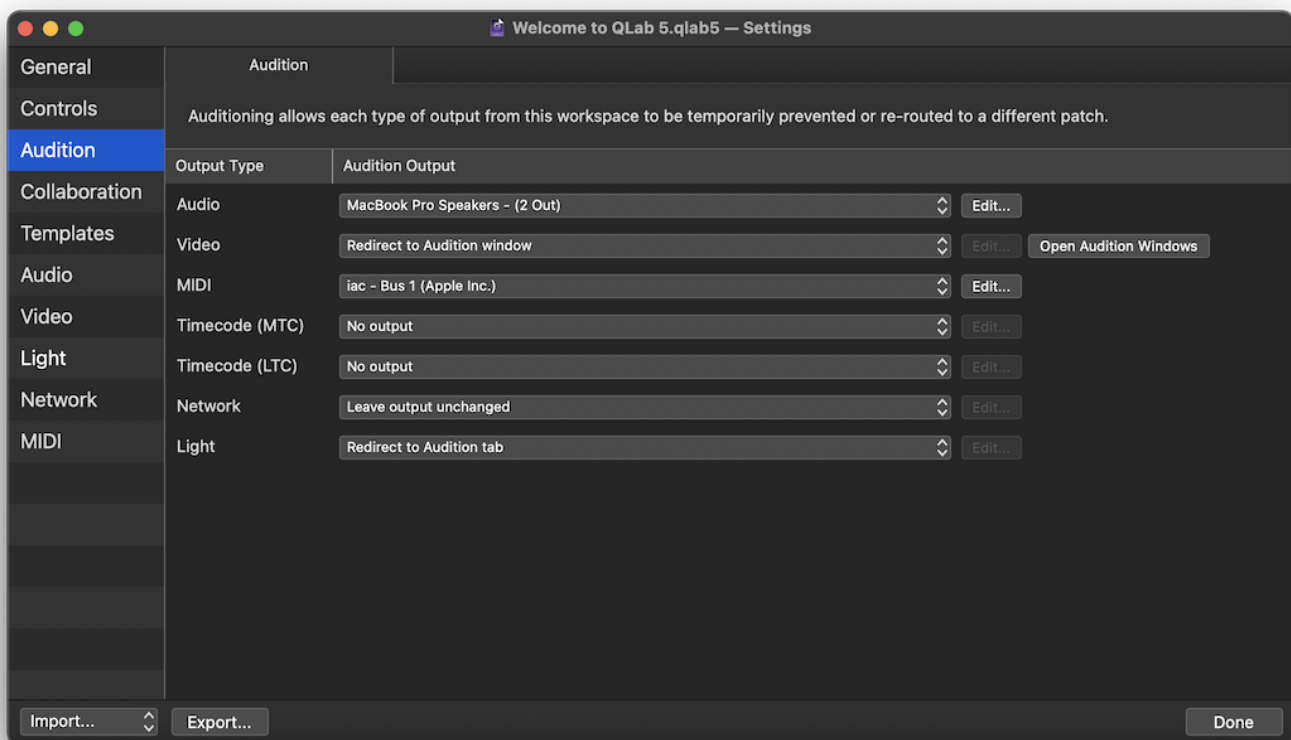 Welcome to QLab 5.qlab5 — Settings
General
Controls
Audition
Collaboration
Templates
Audio
Video
Light
Network
MIDI
Audition
Auditioning allows each type of output from this workspace to be temporarily prevented or re-routed to a different patch.
Output Type Audition Output
Audio MacBook Pro Speakers - (2 Out) Edit...
Video Redirect to Audition window Edit... Open Audition Windows
MIDI iac - Bus 1 (Apple Inc.) Edit...
Timecode (MTC) No output Edit...
Timecode (LTC) No output Edit...
Network Leave output unchanged Edit...
Light Redirect to Audition tab Edit...
Import... Export... Done